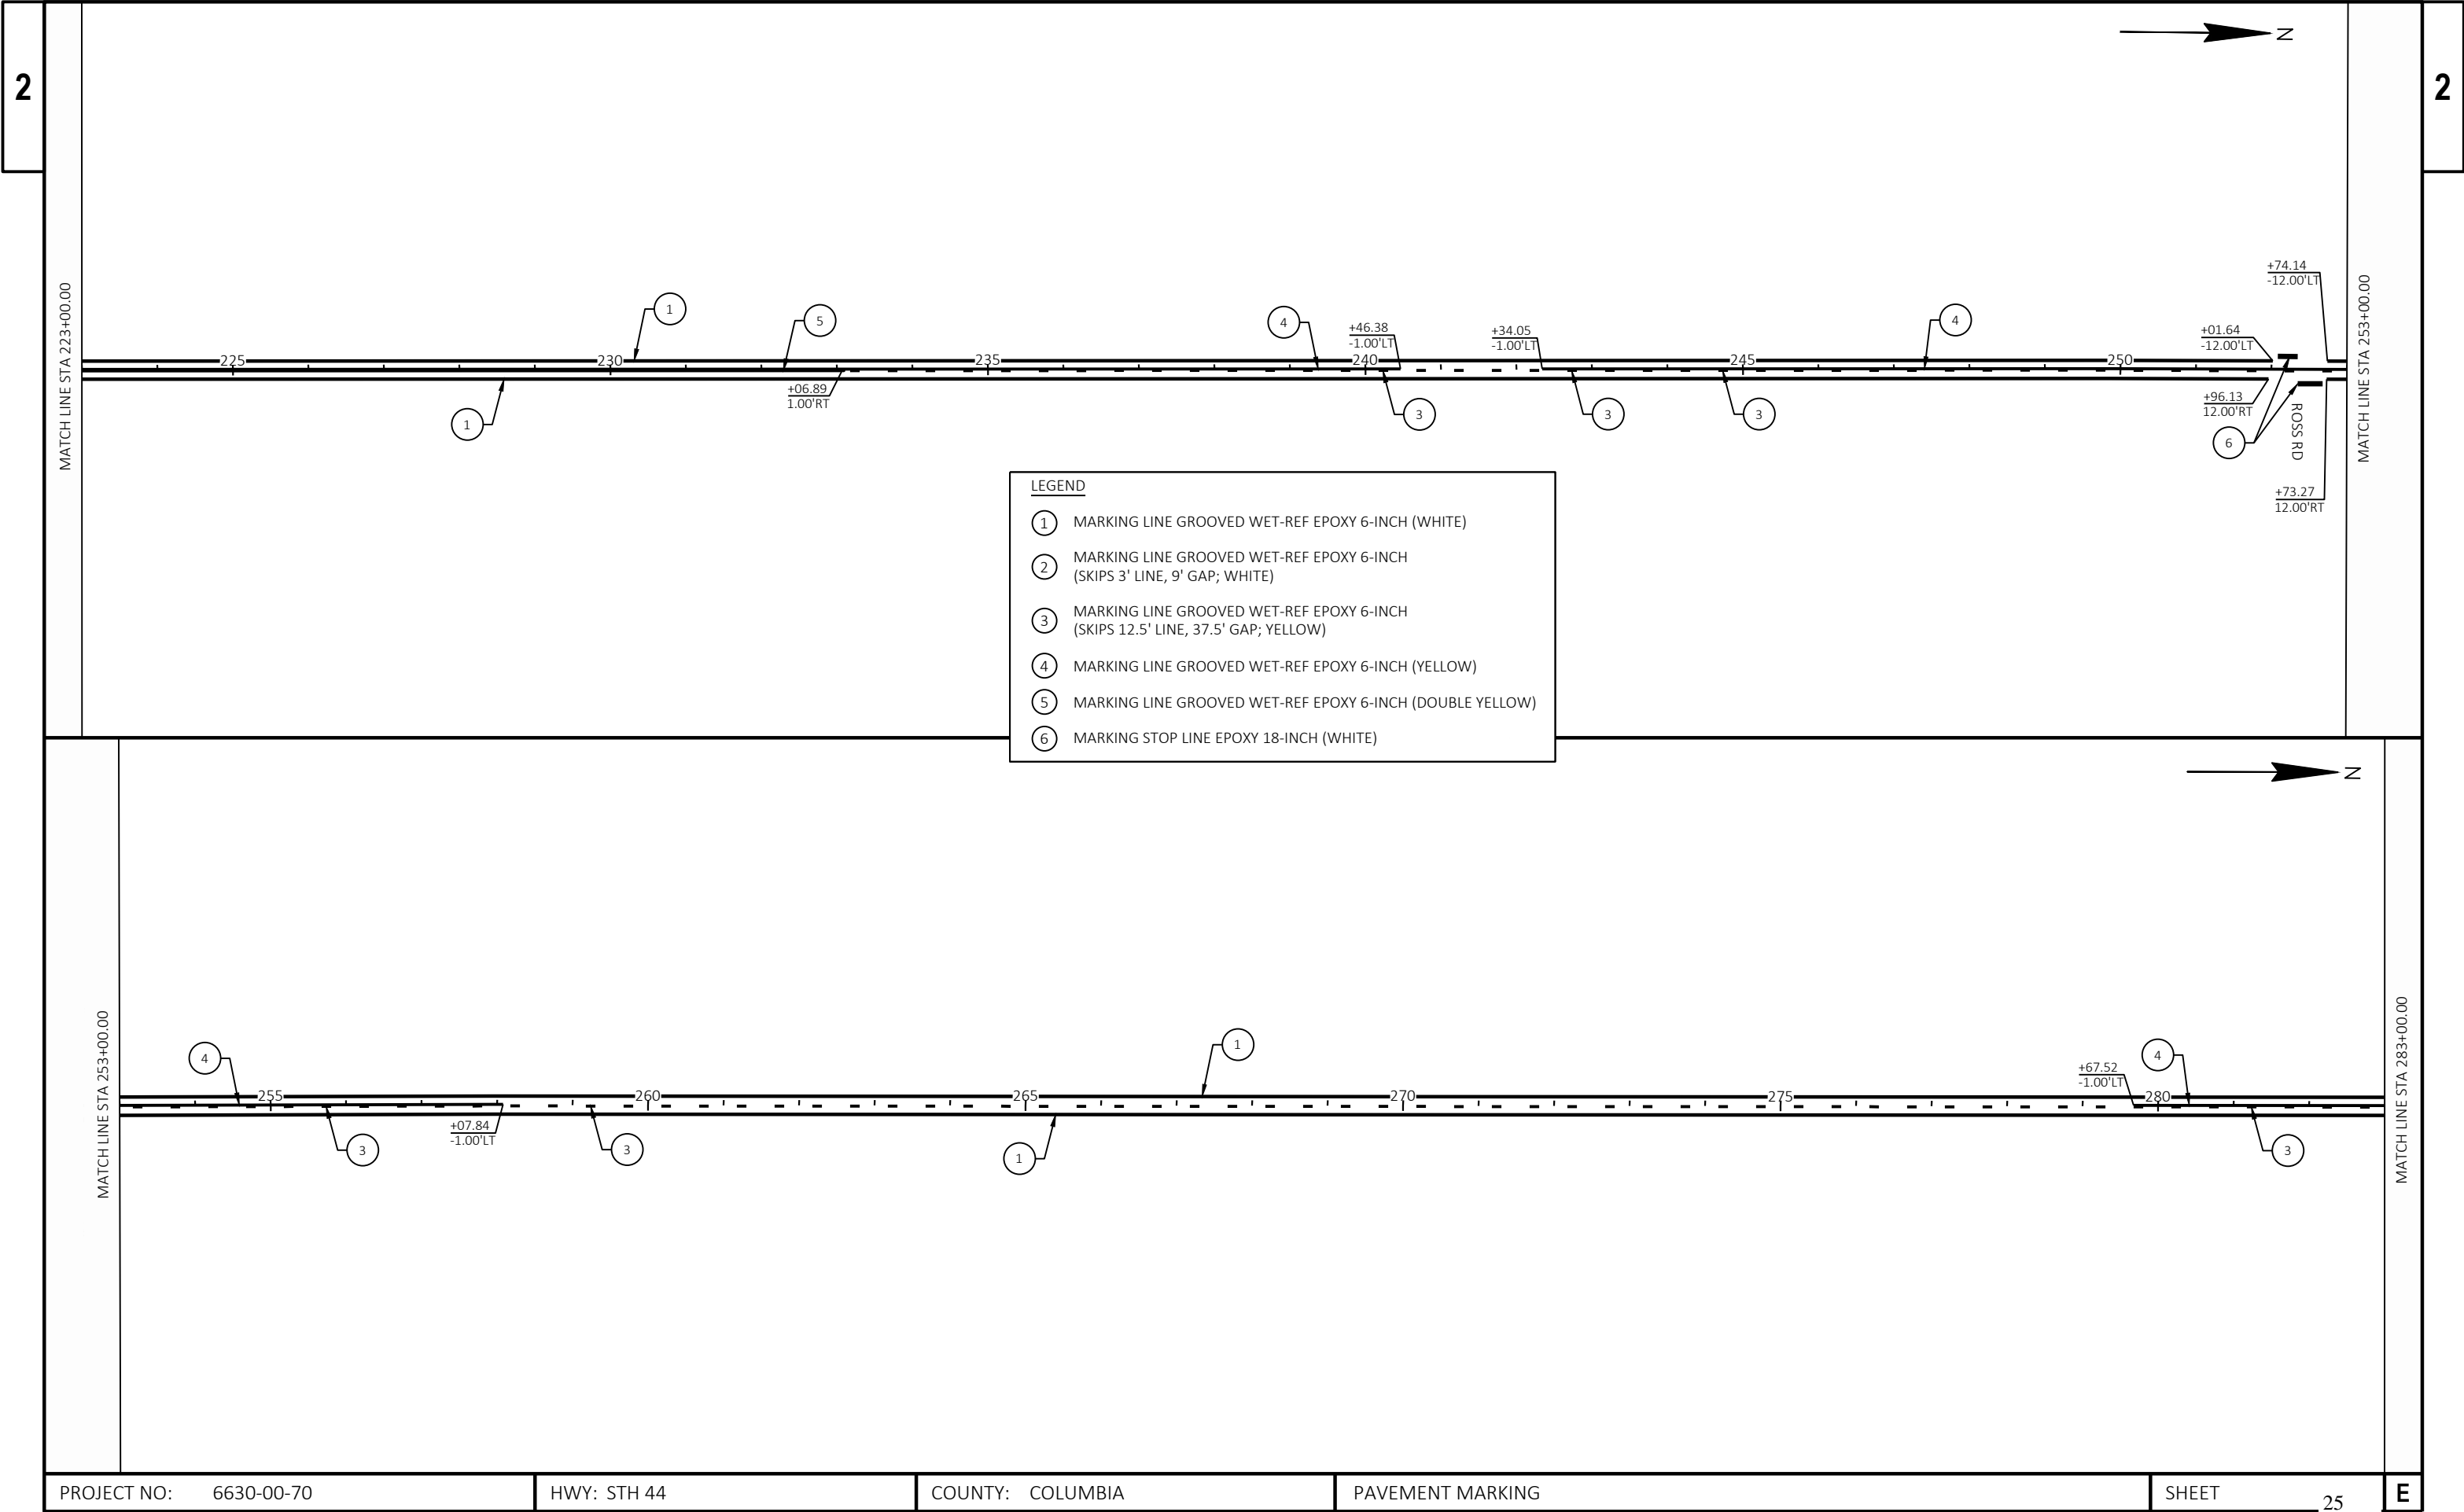 2
2
N
MATCH LINE STA 223+00.00
MATCH LINE STA 253+00.00
1
5
4
+46.38
-1.00'LT
+34.05
-1.00'LT
4
+01.64
-12.00'LT
+74.14
-12.00'LT
225
230
235
240
245
250
1
+06.89
1.00'RT
3
3
3
+96.13
12.00'RT
6
ROSS RD
+73.27
12.00'RT
LEGEND
1 MARKING LINE GROOVED WET-REF EPOXY 6-INCH (WHITE)
2 MARKING LINE GROOVED WET-REF EPOXY 6-INCH
(SKIPS 3' LINE, 9' GAP; WHITE)
3 MARKING LINE GROOVED WET-REF EPOXY 6-INCH
(SKIPS 12.5' LINE, 37.5' GAP; YELLOW)
4 MARKING LINE GROOVED WET-REF EPOXY 6-INCH (YELLOW)
5 MARKING LINE GROOVED WET-REF EPOXY 6-INCH (DOUBLE YELLOW)
6 MARKING STOP LINE EPOXY 18-INCH (WHITE)
N
MATCH LINE STA 253+00.00
MATCH LINE STA 283+00.00
4
1
+67.52
-1.00'LT
4
255
260
265
270
275
280
3
+07.84
-1.00'LT
3
1
3
PROJECT NO: 6630-00-70
HWY: STH 44
COUNTY: COLUMBIA
PAVEMENT MARKING
SHEET 25
E